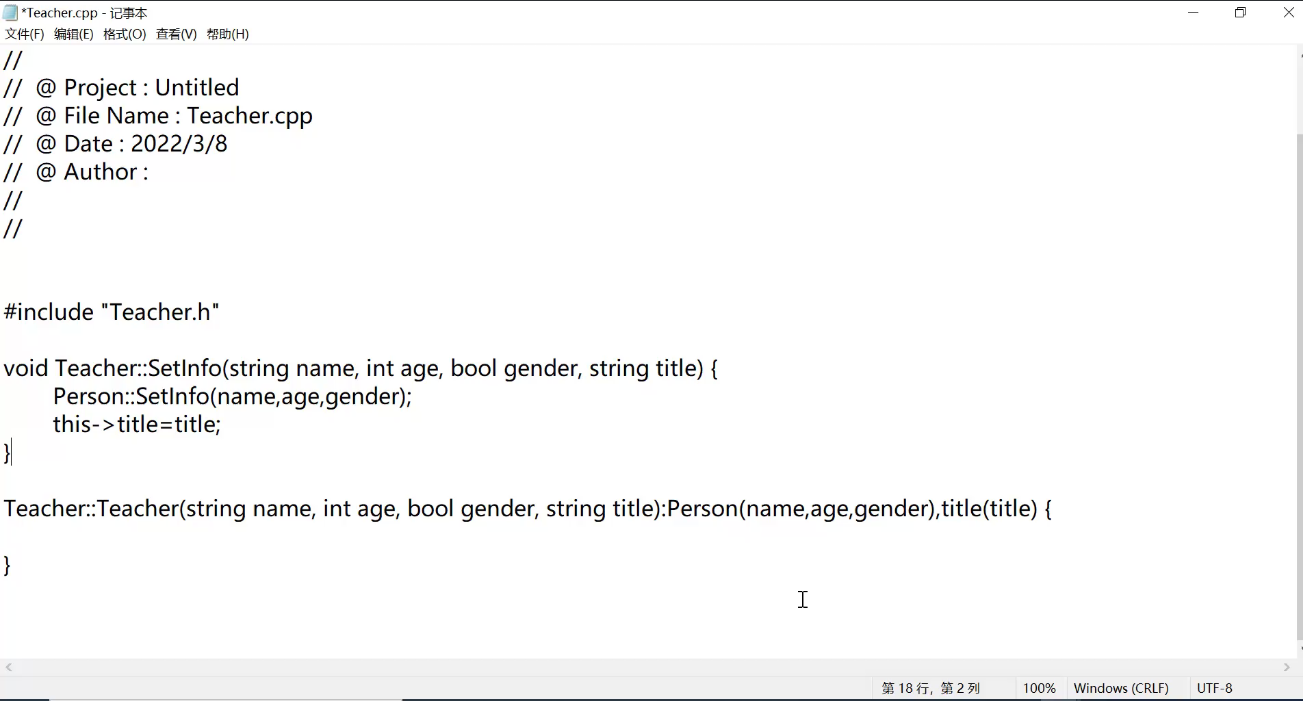 *Teacher.cpp - 记事本
文件(F) 编辑(E) 格式(O) 查看(V) 帮助(H)
//
//  @ Project : Untitled
//  @ File Name : Teacher.cpp
//  @ Date : 2022/3/8
//  @ Author :
//
//
#include "Teacher.h"
void Teacher::SetInfo(string name, int age, bool gender, string title) {
        Person::SetInfo(name,age,gender);
        this->title=title;
}
Teacher::Teacher(string name, int age, bool gender, string title):Person(name,age,gender),title(title) {
}
第 18 行，第 2 列 100% Windows (CRLF) UTF-8